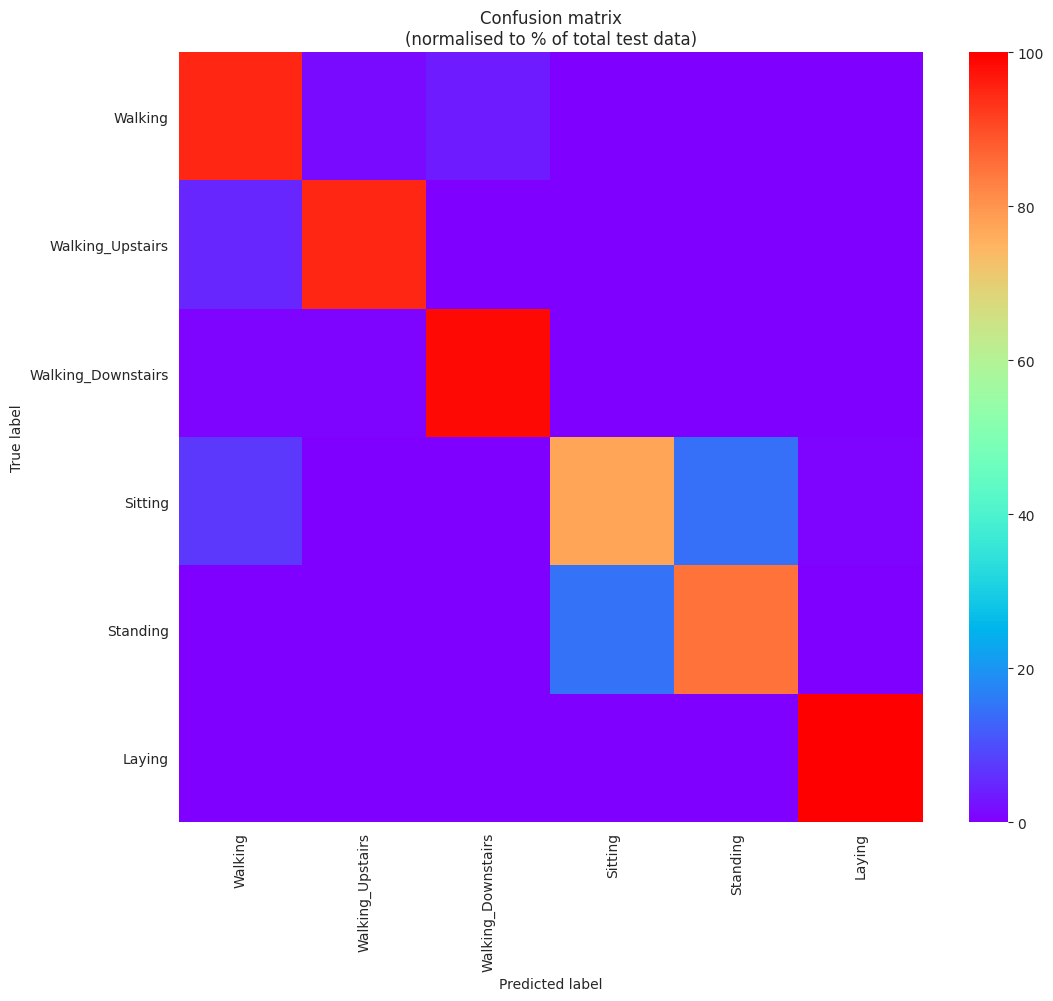 Confusion matrix
(normalised to % of total test data)
True label
Walking
Walking_Upstairs
Walking_Downstairs
Sitting
Standing
Laying
Walking
Walking_Upstairs
Walking_Downstairs
Sitting
Standing
Laying
Predicted label
100
80
60
40
20
0